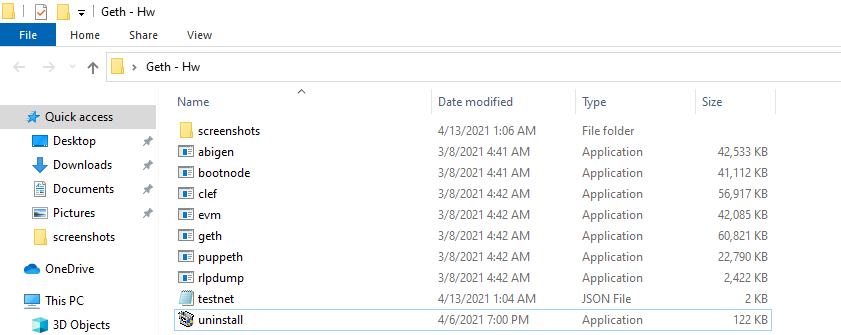 Geth - Hw
File Home Share View
Geth - Hw
Name Date modified Type Size
Quick access
Desktop
Downloads
Documents
Pictures
screenshots
OneDrive
This PC
3D Objects
screenshots 4/13/2021 1:06 AM File folder
abigen 3/8/2021 4:41 AM Application 42,533 KB
bootnode 3/8/2021 4:41 AM Application 41,112 KB
clef 3/8/2021 4:42 AM Application 56,917 KB
evm 3/8/2021 4:42 AM Application 42,085 KB
geth 3/8/2021 4:42 AM Application 60,821 KB
puppeth 3/8/2021 4:42 AM Application 22,790 KB
rlpdump 3/8/2021 4:42 AM Application 2,422 KB
testnet 4/13/2021 1:04 AM JSON File 2 KB
uninstall 4/6/2021 7:00 PM Application 122 KB